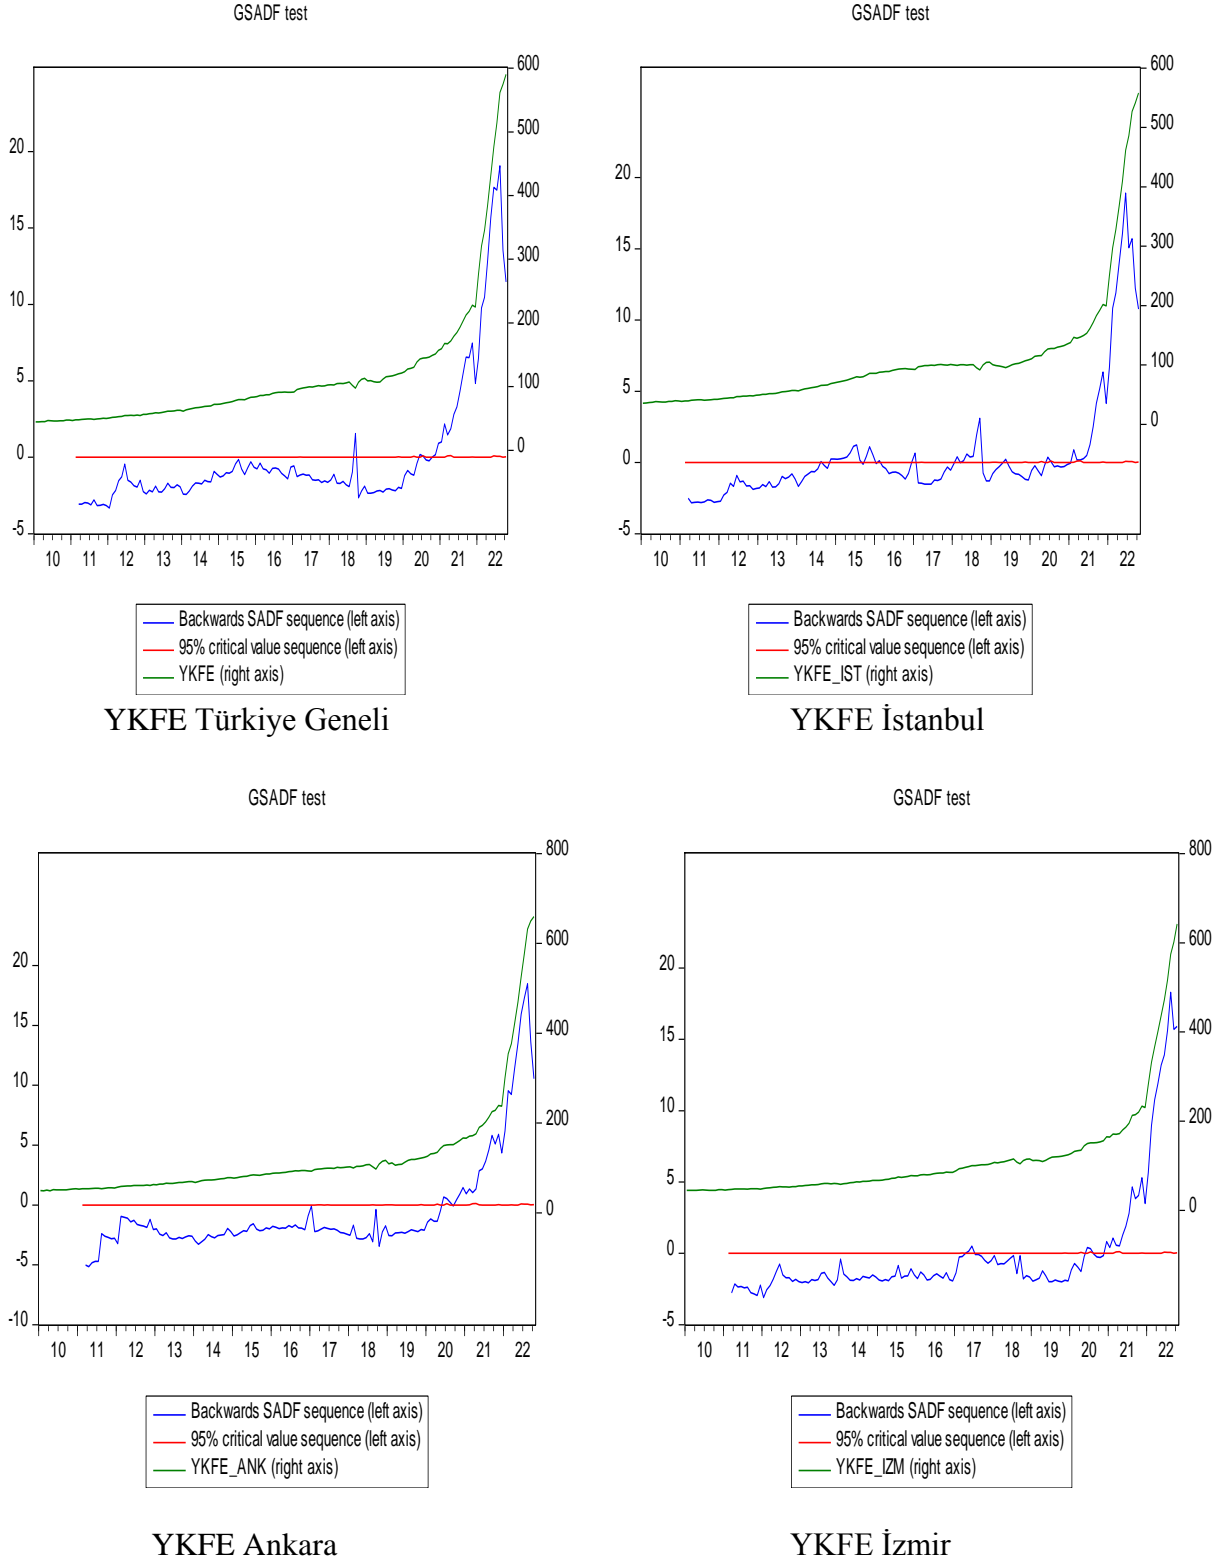 GSADF test
600
500
400
300
200
100
0
20
15
10
5
0
-5
10 11 12 13 14 15 16 17 18 19 20 21 22
Backwards SADF sequence (left axis)
95% critical value sequence (left axis)
YKFE (right axis)
YKFE Türkiye Geneli
GSADF test
600
500
400
300
200
100
0
20
15
10
5
0
-5
10 11 12 13 14 15 16 17 18 19 20 21 22
Backwards SADF sequence (left axis)
95% critical value sequence (left axis)
YKFE_IST (right axis)
YKFE İstanbul
GSADF test
800
600
400
200
0
20
15
10
5
0
-5
-10
10 11 12 13 14 15 16 17 18 19 20 21 22
Backwards SADF sequence (left axis)
95% critical value sequence (left axis)
YKFE_ANK (right axis)
YKFE Ankara
GSADF test
800
600
400
200
0
20
15
10
5
0
-5
10 11 12 13 14 15 16 17 18 19 20 21 22
Backwards SADF sequence (left axis)
95% critical value sequence (left axis)
YKFE_IZM (right axis)
YKFE İzmir